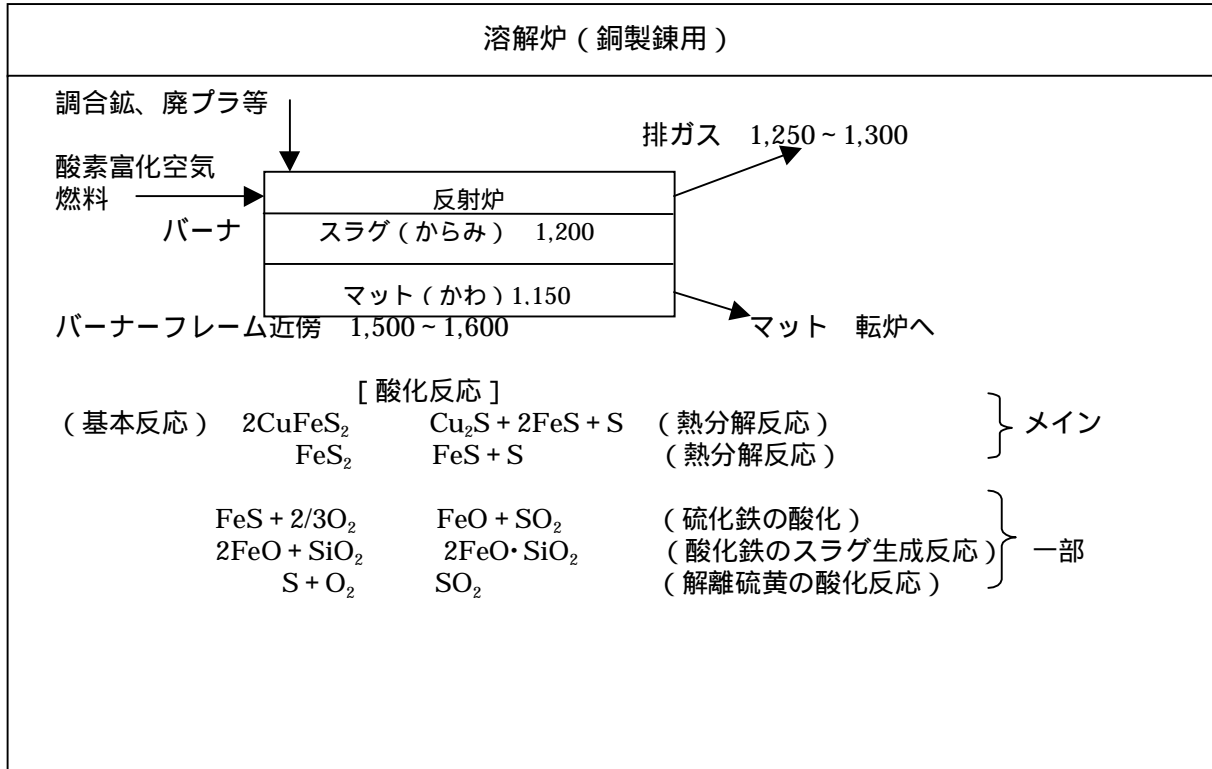 溶解炉（銅製錬用）
調合鉱、廃プラ等
排ガス 1,250~1,300
酸素富化空気
燃料
反射炉
バーナ
スラグ（からみ） 1,200
マット（かわ）1,150
バーナーフレーム近傍 1,500~1,600
マット 転炉へ
[酸化反応]
（基本反応） 2CuFeS₂ Cu₂S + 2FeS + S （熱分解反応）
メイン
FeS₂ FeS + S （熱分解反応）
FeS + 2/3O₂ FeO + SO₂ （硫化鉄の酸化）
2FeO + SiO₂ 2FeO・SiO₂ （酸化鉄のスラグ生成反応） 一部
S + O₂ SO₂ （解離硫黄の酸化反応）